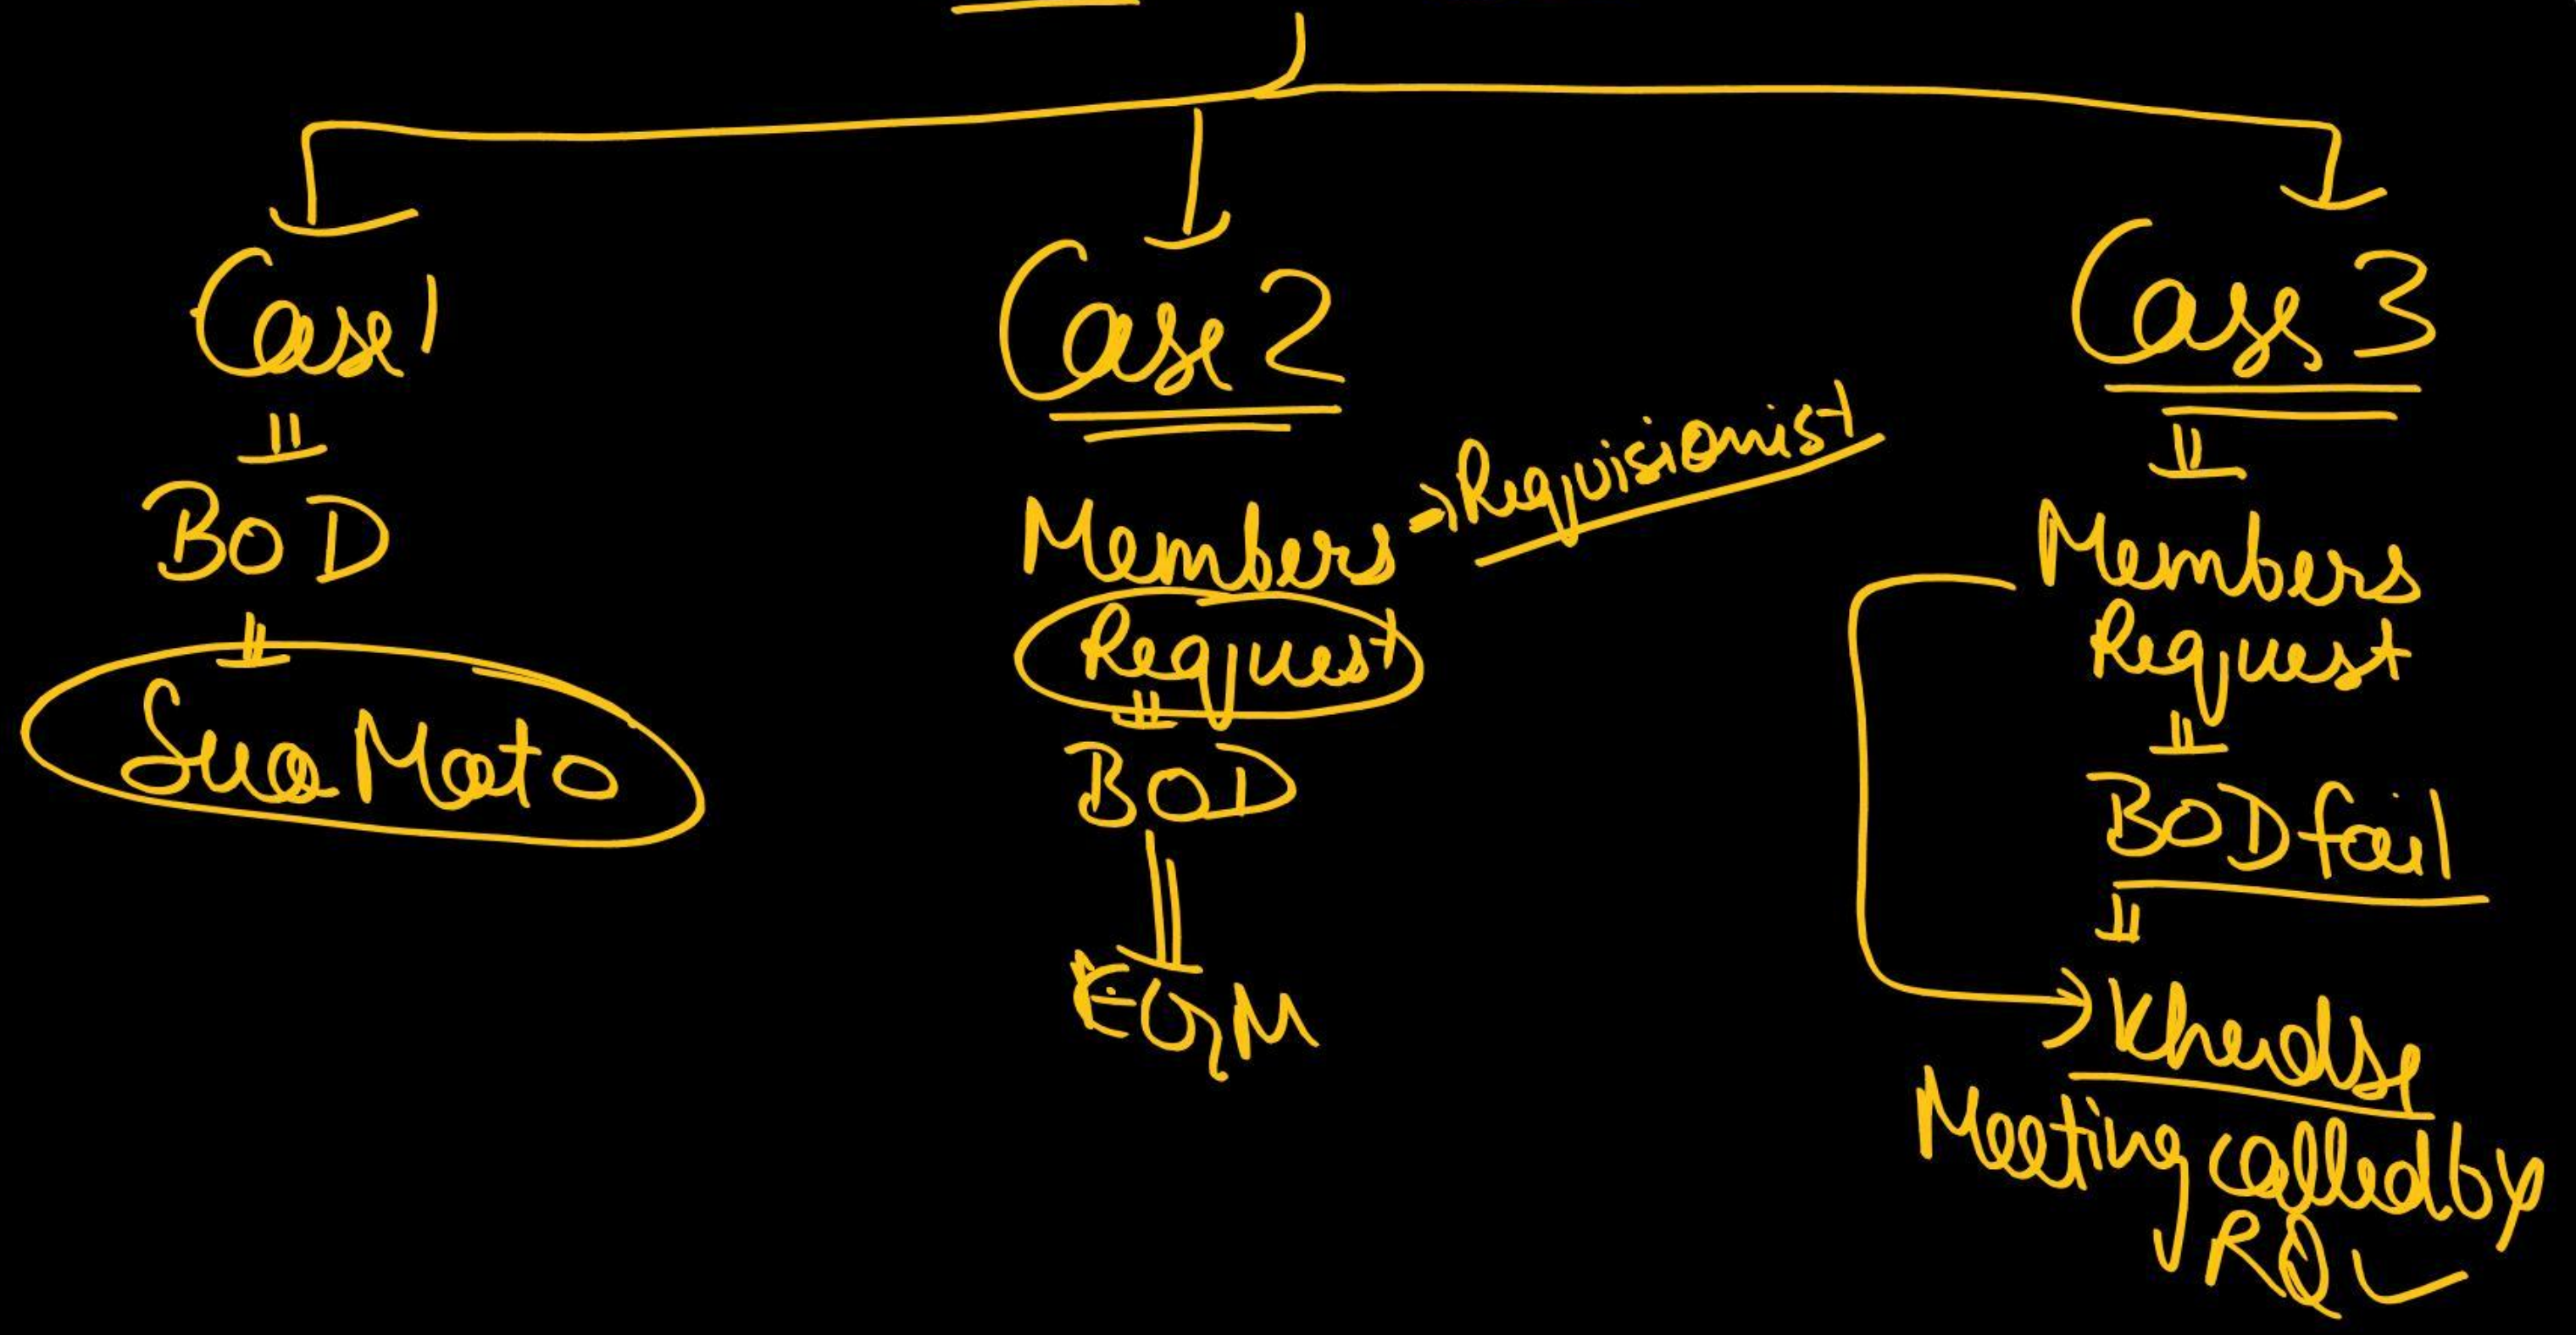 Case 1
BOD
Suo Moto
Case 2
Members → Requisionist
Request
BOD
EGM
Case 3
Members
Request
BOD fail
Khudse
Meeting called by
RQ